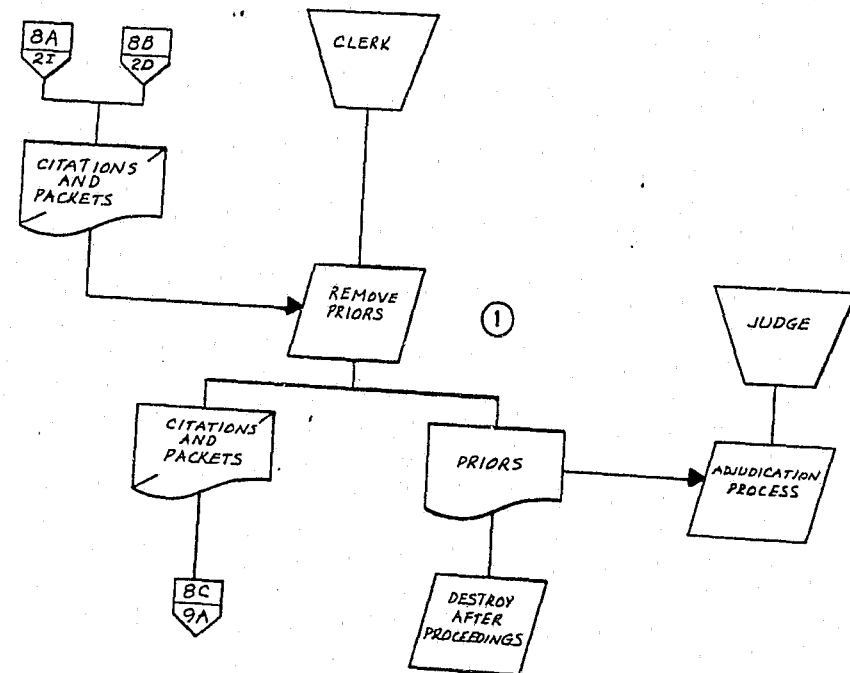 8A
2I
8B
2D
CLERK
CITATIONS
AND
PACKETS
REMOVE
PRIORS
1
JUDGE
CITATIONS
AND
PACKETS
PRIORS
ADJUDICATION
PROCESS
8C
9A
DESTROY
AFTER
PROCEEDINGS